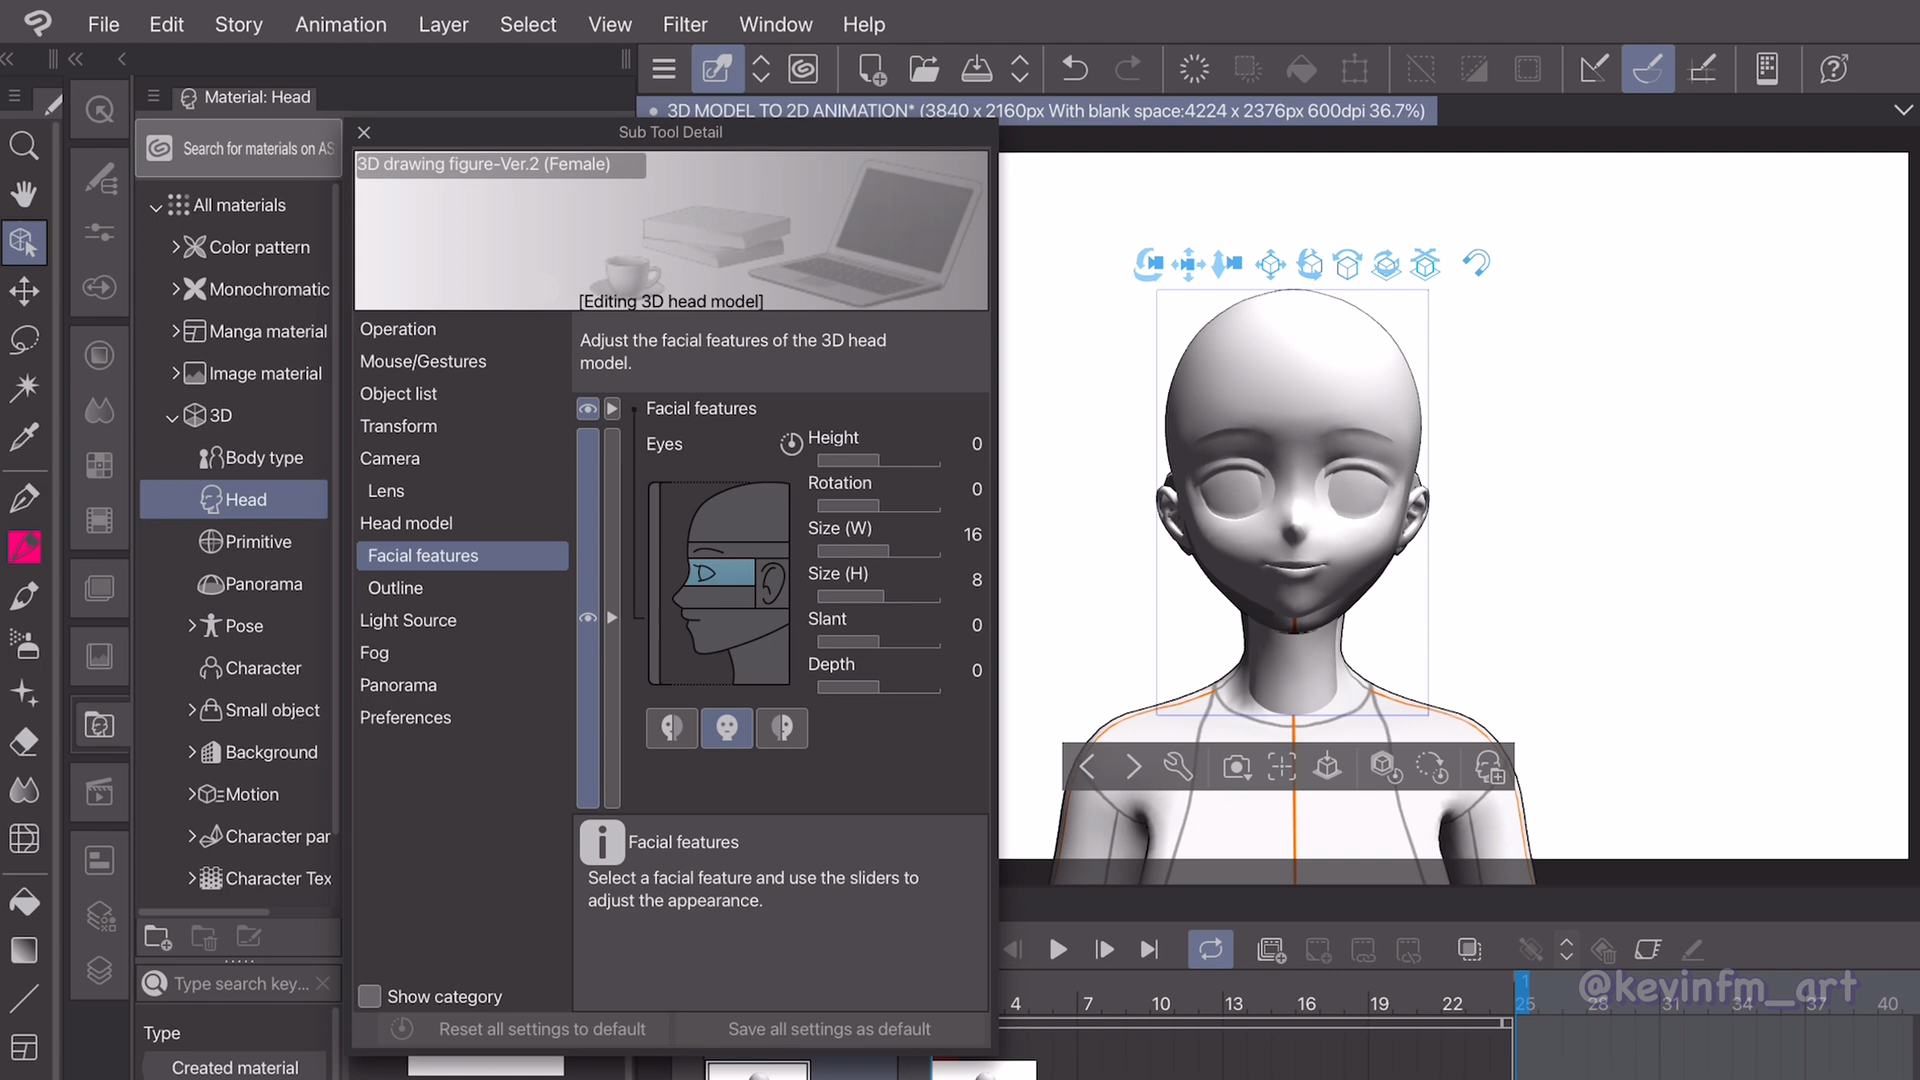 File Edit Story Animation Layer Select View Filter Window Help
Material: Head
3D MODEL TO 2D ANIMATION* (3840 x 2160px With blank space:4224 x 2376px 600dpi 36.7%)
Search for materials on AS
All materials
Color pattern
Monochromatic
Manga material
Image material
3D
Body type
Head
Primitive
Panorama
Pose
Character
Small object
Background
Motion
Character par
Character Tex
Type search key...
Type
Created material
Sub Tool Detail
3D drawing figure-Ver.2 (Female)
[Editing 3D head model]
Operation
Mouse/Gestures
Object list
Transform
Camera
Lens
Head model
Facial features
Outline
Light Source
Fog
Panorama
Preferences
Adjust the facial features of the 3D head
model.
Facial features
Eyes
Height 0
Rotation 0
Size (W) 16
Size (H) 8
Slant 0
Depth 0
Facial features
Select a facial feature and use the sliders to
adjust the appearance.
Show category
Reset all settings to default
Save all settings as default
1
4 7 10 13 16 19 22 25 28 31 34 37 40
@kevinfm_art